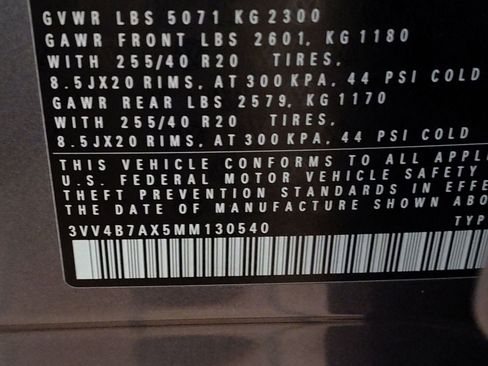 GVWR LBS 5071 KG 2300
GAWR FRONT LBS 2601, KG 1180
WITH 255/40 R20 TIRES,
8.5JX20 RIMS, AT 300 KPA, 44 PSI COLD
GAWR REAR LBS 2579, KG 1170
WITH 255/40 R20 TIRES,
8.5JX20 RIMS, AT 300 KPA, 44 PSI COLD
THIS VEHICLE CONFORMS TO ALL APPL
U.S. FEDERAL MOTOR VEHICLE SAFETY
THEFT PREVENTION STANDARDS IN EFFE
THE DATE OF MANUFACTURE SHOWN ABO
3VV4B7AX5MM130540 TYP